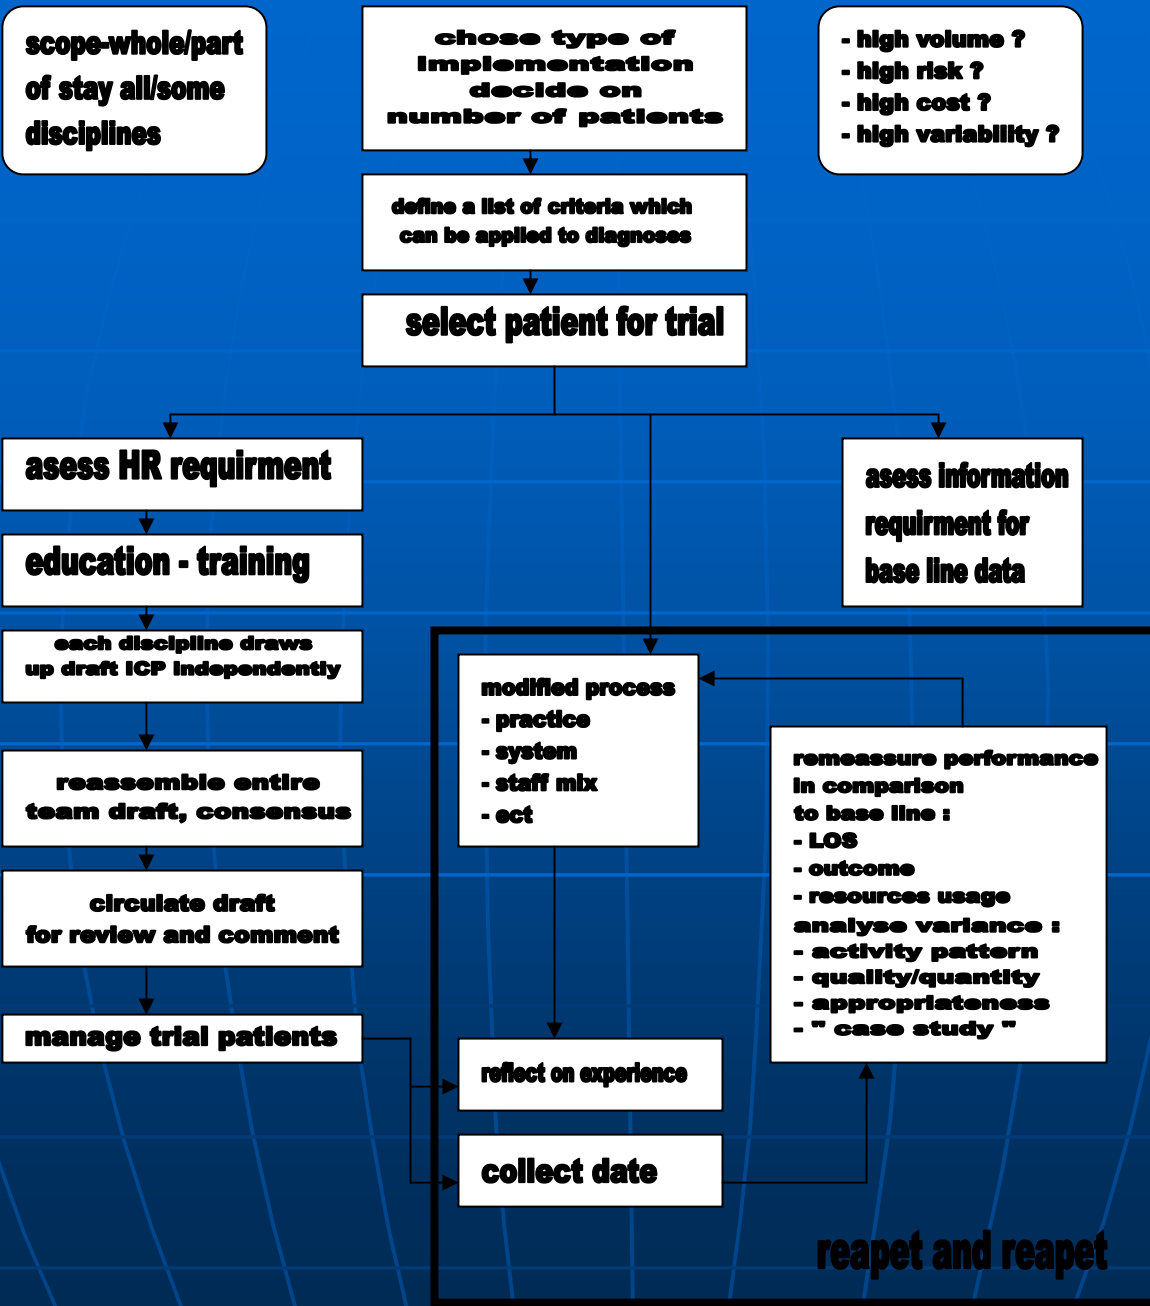 scope-whole/part
of stay all/some
disciplines
chose type of
implementation
decide on
number of patients
- high volume ?
- high risk ?
- high cost ?
- high variability ?
define a list of criteria which
can be applied to diagnoses
select patient for trial
asess HR requirment
education - training
each discipline draws
up draft ICP independently
reassemble entire
team draft, consensus
circulate draft
for review and comment
manage trial patients
asess information
requirment for
base line data
modified process
- practice
- system
- staff mix
- ect
remeassure performance
in comparison
to base line :
- LOS
- outcome
- resources usage
analyse variance :
- activity pattern
- quality/quantity
- appropriateness
- " case study "
reflect on experience
collect date
reapet and reapet